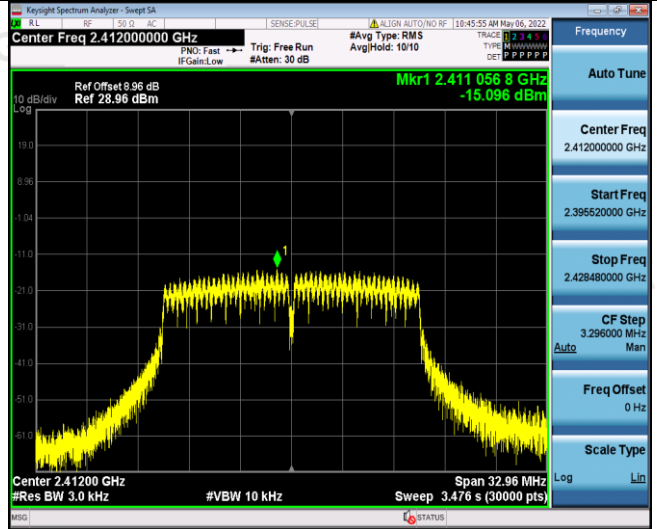 Keysight Spectrum Analyzer - Swept SA
RL RF 50 Ω AC SENSE:PULSE ALIGN AUTO/NO RF 10:45:55 AM May 06, 2022
Center Freq 2.412000000 GHz
PNO: Fast
IFGain:Low
Trig: Free Run
#Atten: 30 dB
#Avg Type: RMS
Avg|Hold: 10/10
TRACE 1 2 3 4 5 6
TYPE M W W W W W
DET P P P P P P
Ref Offset 8.96 dB
10 dB/div Ref 28.96 dBm
Log
Mkr1 2.411 056 8 GHz
-15.096 dBm
19.0
8.96
-1.04
-11.0
-21.0
-31.0
-41.0
-51.0
-61.0
1
Center 2.41200 GHz Span 32.96 MHz
#Res BW 3.0 kHz #VBW 10 kHz Sweep 3.476 s (30000 pts)
MSG STATUS
Frequency
Auto Tune
Center Freq
2.412000000 GHz
Start Freq
2.395520000 GHz
Stop Freq
2.428480000 GHz
CF Step
3.296000 MHz
Auto Man
Freq Offset
0 Hz
Scale Type
Log Lin